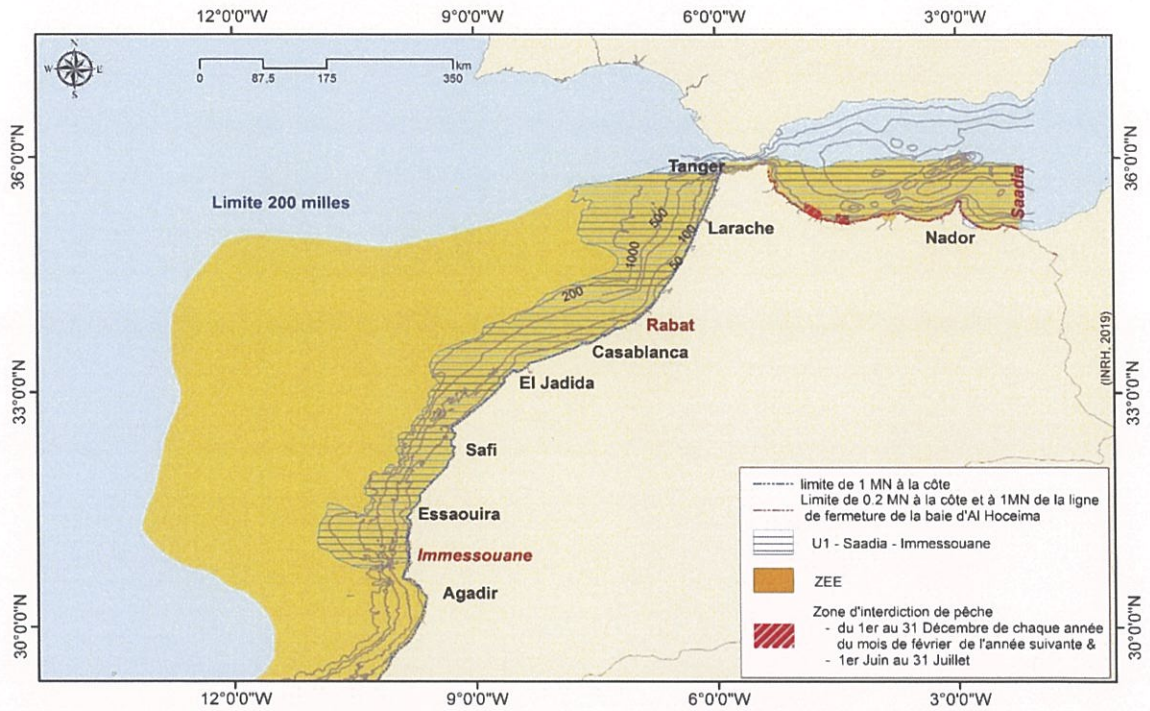 12°0'0"W 9°0'0"W 6°0'0"W 3°0'0"W
N
W E
S
km
0 87,5 175 350
36°0'0"N
36°0'0"N
Tanger
Saadia
Limite 200 milles
500
100
Larache
1000
50
Nador
200
Rabat
Casablanca
(INRH, 2019)
El Jadida
33°0'0"N
33°0'0"N
Safi
Essaouira
Immessouane
Agadir
30°0'0"N
30°0'0"N
limite de 1 MN à la côte
Limite de 0.2 MN à la côte et à 1MN de la ligne
de fermeture de la baie d'Al Hoceima
U1 - Saadia - Immessouane
ZEE
Zone d'interdiction de pêche
- du 1er au 31 Décembre de chaque année
du mois de février de l'année suivante &
- 1er Juin au 31 Juillet
12°0'0"W 9°0'0"W 6°0'0"W 3°0'0"W